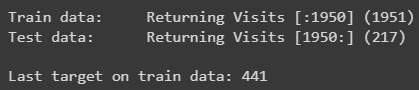 Train data:     Returning Visits [:1950] (1951)
Test data:      Returning Visits [1950:] (217)
Last target on train data: 441